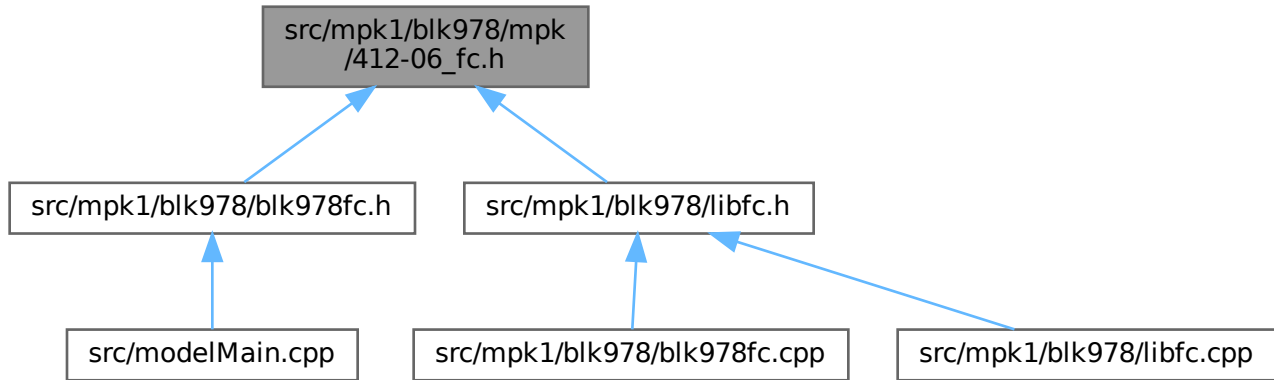 src/mpk1/blk978/mpk
/412-06_fc.h
src/mpk1/blk978/blk978fc.h
src/mpk1/blk978/libfc.h
src/modelMain.cpp
src/mpk1/blk978/blk978fc.cpp
src/mpk1/blk978/libfc.cpp